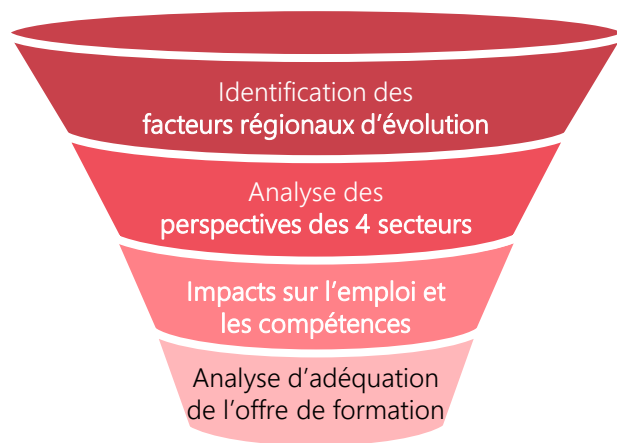 Identification des
facteurs régionaux d’évolution
Analyse des
perspectives des 4 secteurs
Impacts sur l’emploi et
les compétences
Analyse d’adéquation
de l’offre de formation